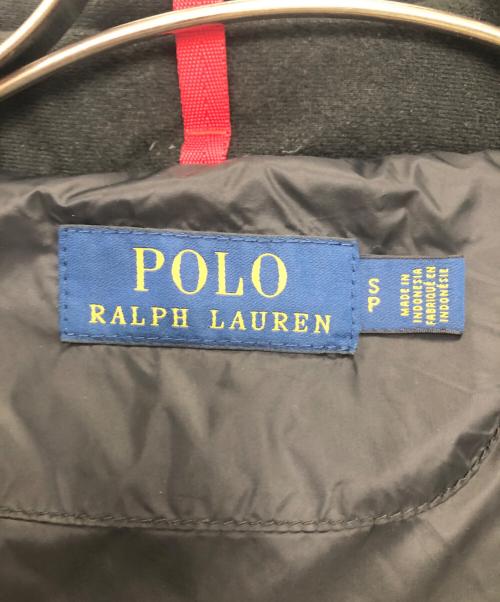 POLO
RALPH LAUREN
S
P
MADE IN
INDONESIA
FABRIQUÉ EN
INDONÉSIE